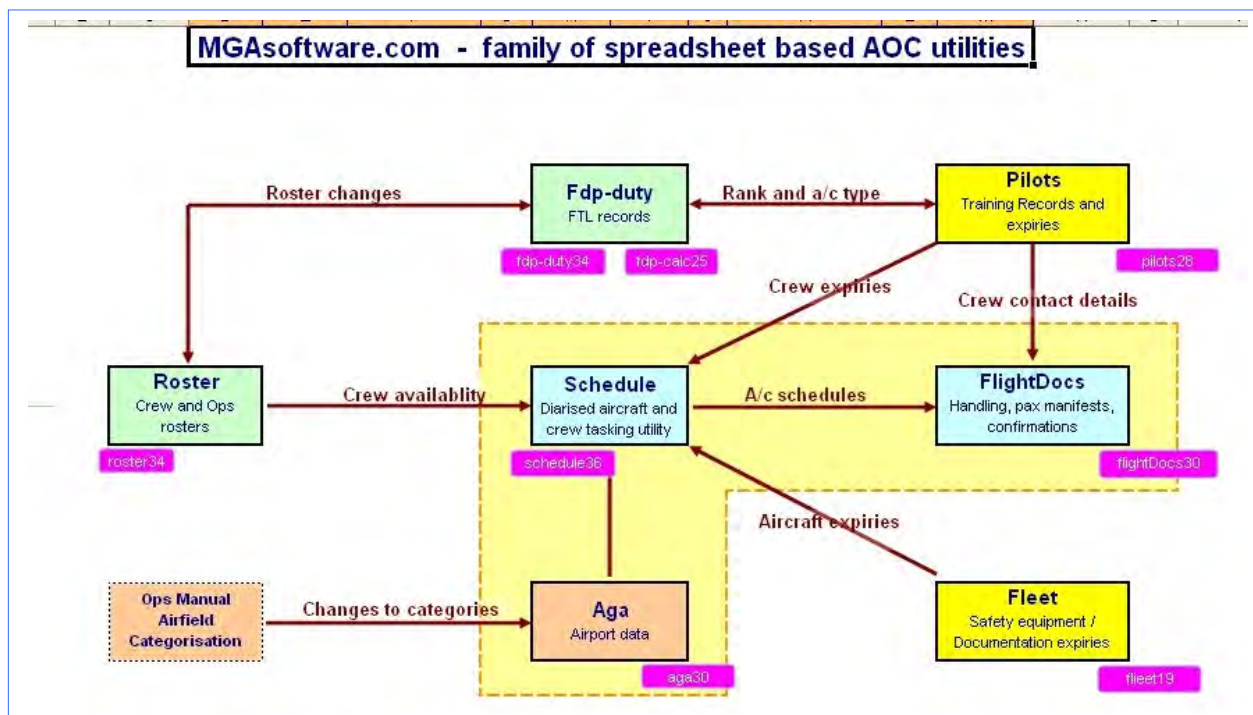 MGAsoftware.com - family of spreadsheet based AOC utilities
Roster changes
Fdp-duty
FTL records
Rank and a/c type
Pilots
Training Records and
expiries
fdp-duty34
fdp-calc25
pilots28
Crew expiries
Crew contact details
Roster
Crew and Ops
rosters
Crew availablity
Schedule
Diarised aircraft and
crew tasking utility
A/c schedules
FlightDocs
Handling, pax manifests,
confirmations
roster34
schedule36
flightDocs30
Aircraft expiries
Ops Manual
Airfield
Categorisation
Changes to categories
Aga
Airport data
Fleet
Safety equipment /
Documentation expiries
aga30
flieet19